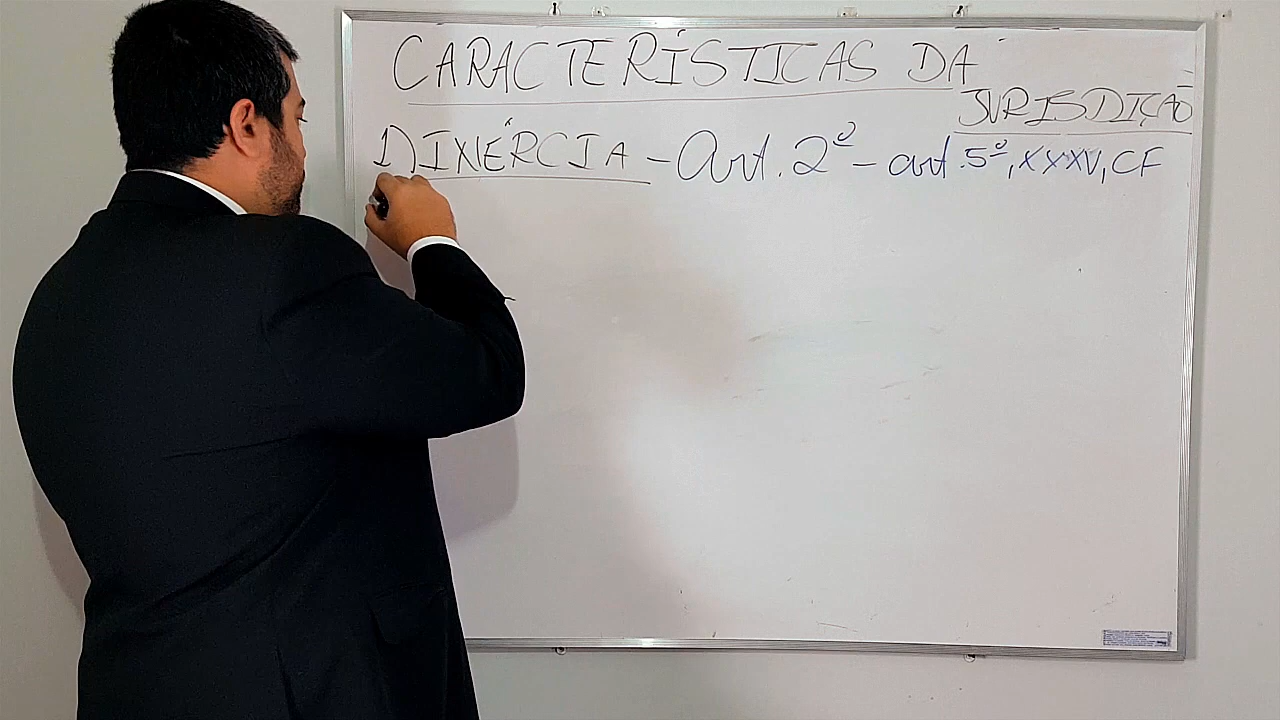 CARACTERÍSTICAS DA
JURISDIÇÃO
1) INÉRCIA - Art. 2º - art. 5º, XXXV, CF